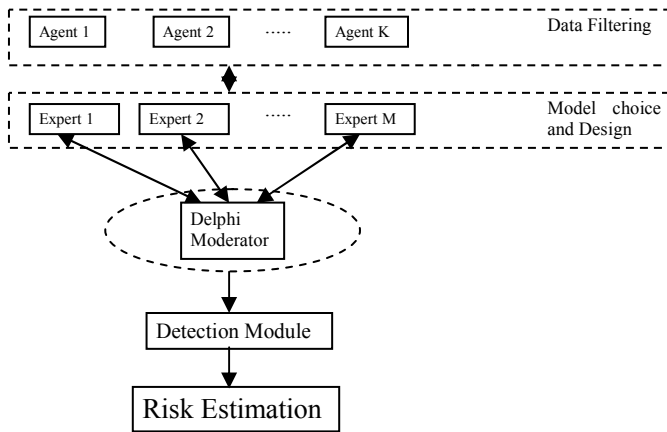 Agent 1 Agent 2 ..... Agent K Data Filtering
Expert 1 Expert 2 ..... Expert M Model choice
and Design
Delphi
Moderator
Detection Module
Risk Estimation